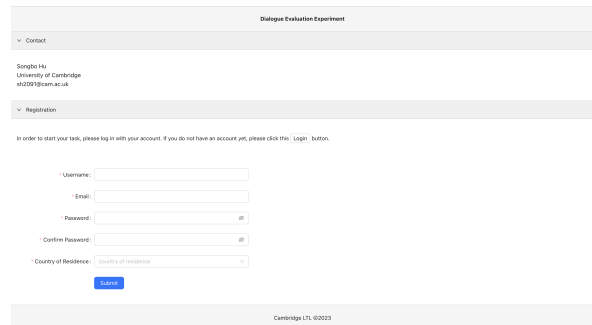 Dialogue Evaluation Experiment
Contact
Songbo Hu
University of Cambridge
sh2091@cam.ac.uk
Registration
In order to start your task, please log in with your account. If you do not have an account yet, please click this Login button.
* Username:
* Email:
* Password:
* Confirm Password:
* Country of Residence: country of residence
Submit
Cambridge LTL ©2023